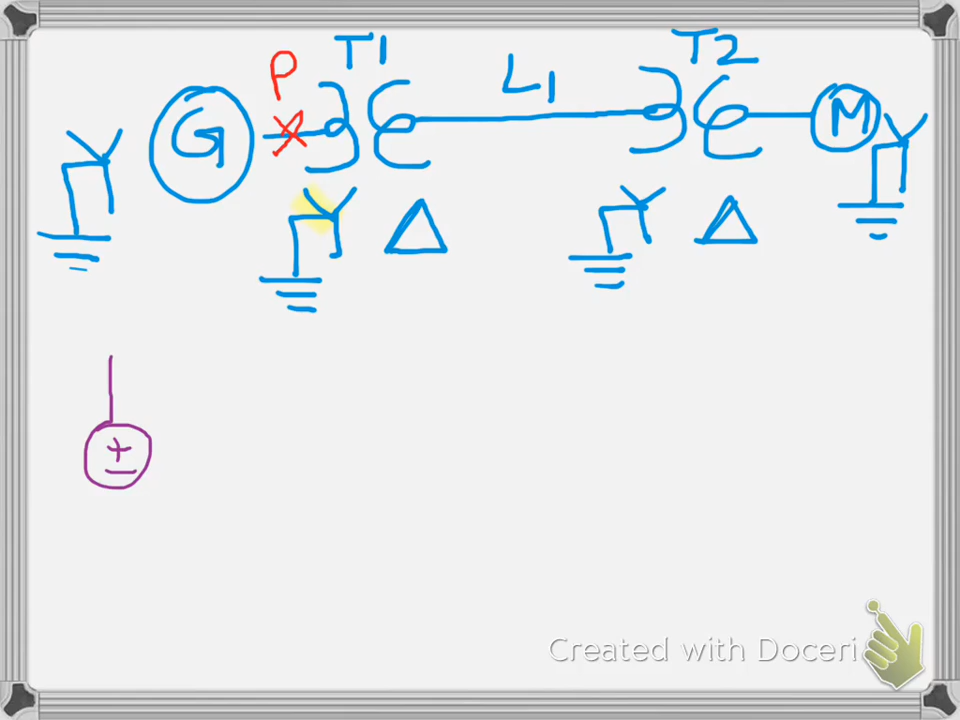 T1 T2
P L1
G M
Δ Δ
+
−
Created with Doceri